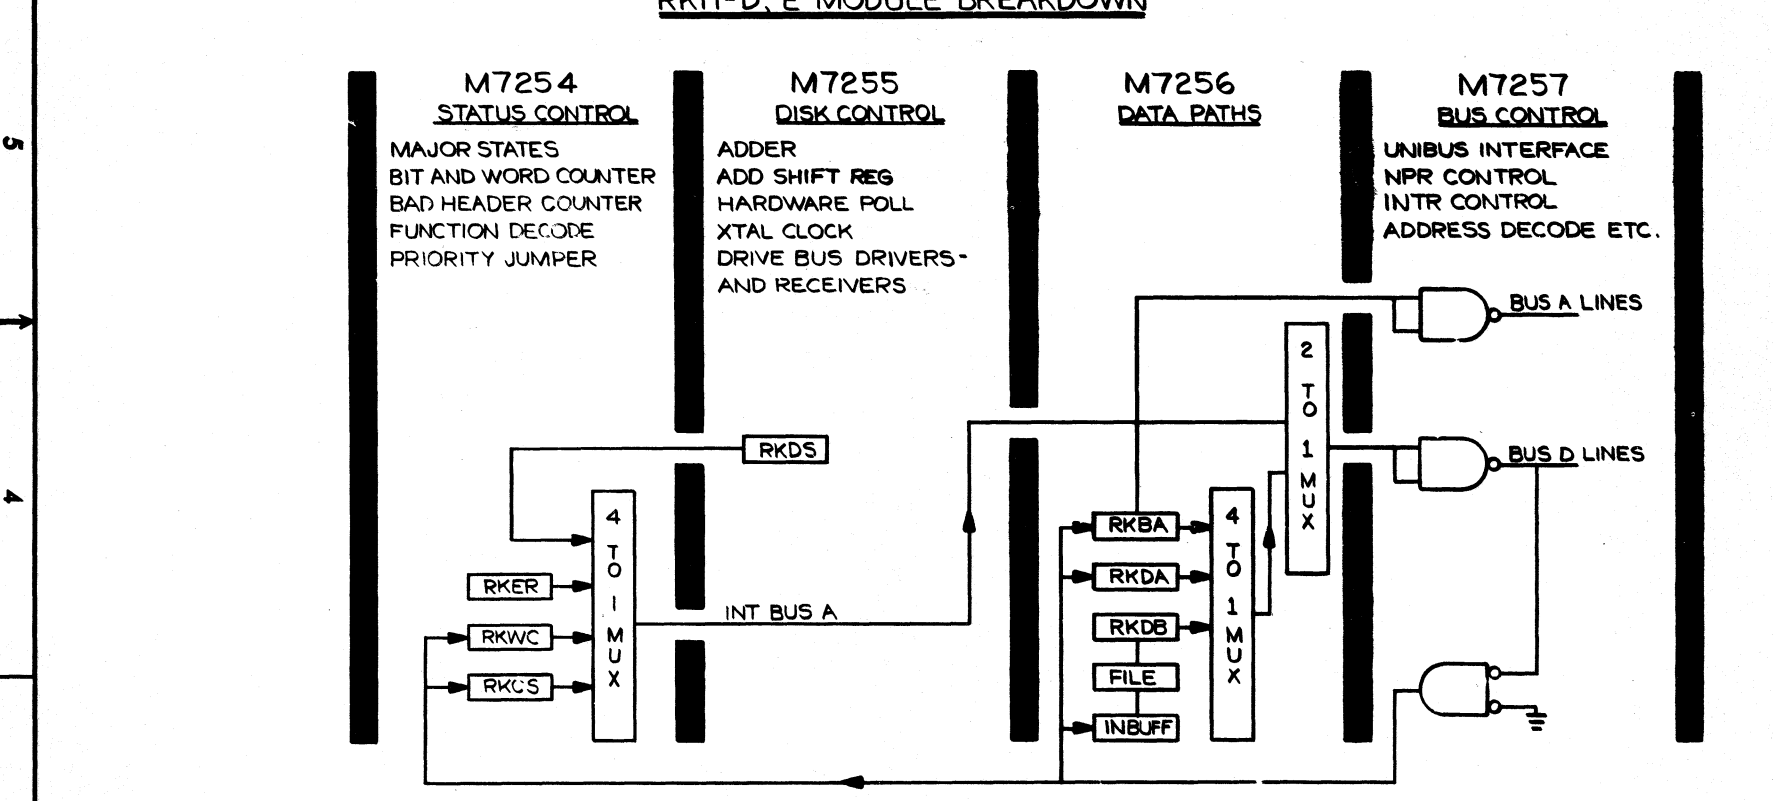 RK11-D, E MODULE BREAKDOWN
M7254
STATUS CONTROL
MAJOR STATES
BIT AND WORD COUNTER
BAD HEADER COUNTER
FUNCTION DECODE
PRIORITY JUMPER
M7255
DISK CONTROL
ADDER
ADD SHIFT REG
HARDWARE POLL
XTAL CLOCK
DRIVE BUS DRIVERS-
AND RECEIVERS
M7256
DATA PATHS
M7257
BUS CONTROL
UNIBUS INTERFACE
NPR CONTROL
INTR CONTROL
ADDRESS DECODE ETC.
5
4
BUS A LINES
2 TO 1 MUX
BUS D LINES
RKDS
4 TO 1 MUX
RKER
RKWC
RKCS
INT BUS A
RKBA
RKDA
RKDB
FILE
INBUFF
4 TO 1 MUX